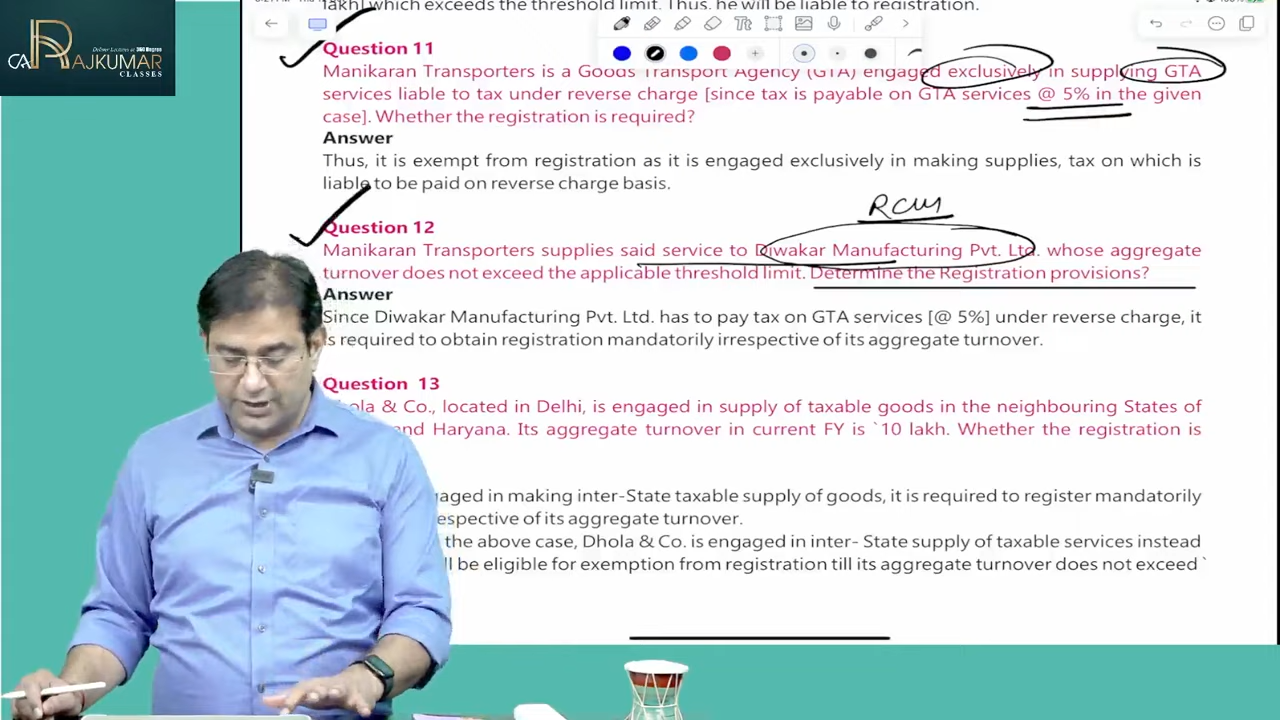 lakh] which exceeds the threshold limit. Thus, he will be liable to registration.
Question 11
Manikaran Transporters is a Goods Transport Agency (GTA) engaged exclusively in supplying GTA
services liable to tax under reverse charge [since tax is payable on GTA services @ 5% in the given
case]. Whether the registration is required?
Answer
Thus, it is exempt from registration as it is engaged exclusively in making supplies, tax on which is
liable to be paid on reverse charge basis.
RCM
Question 12
Manikaran Transporters supplies said service to Diwakar Manufacturing Pvt. Ltd. whose aggregate
turnover does not exceed the applicable threshold limit. Determine the Registration provisions?
Answer
Since Diwakar Manufacturing Pvt. Ltd. has to pay tax on GTA services [@ 5%] under reverse charge, it
is required to obtain registration mandatorily irrespective of its aggregate turnover.
Question 13
& Co., located in Delhi, is engaged in supply of taxable goods in the neighbouring States of
and Haryana. Its aggregate turnover in current FY is `10 lakh. Whether the registration is
in making inter-State taxable supply of goods, it is required to register mandatorily
of its aggregate turnover.
the above case, Dhola & Co. is engaged in inter- State supply of taxable services instead
be eligible for exemption from registration till its aggregate turnover does not exceed `
CA RAJKUMAR
Deliver Lectures at 360 Degree
CLASSES
Tт